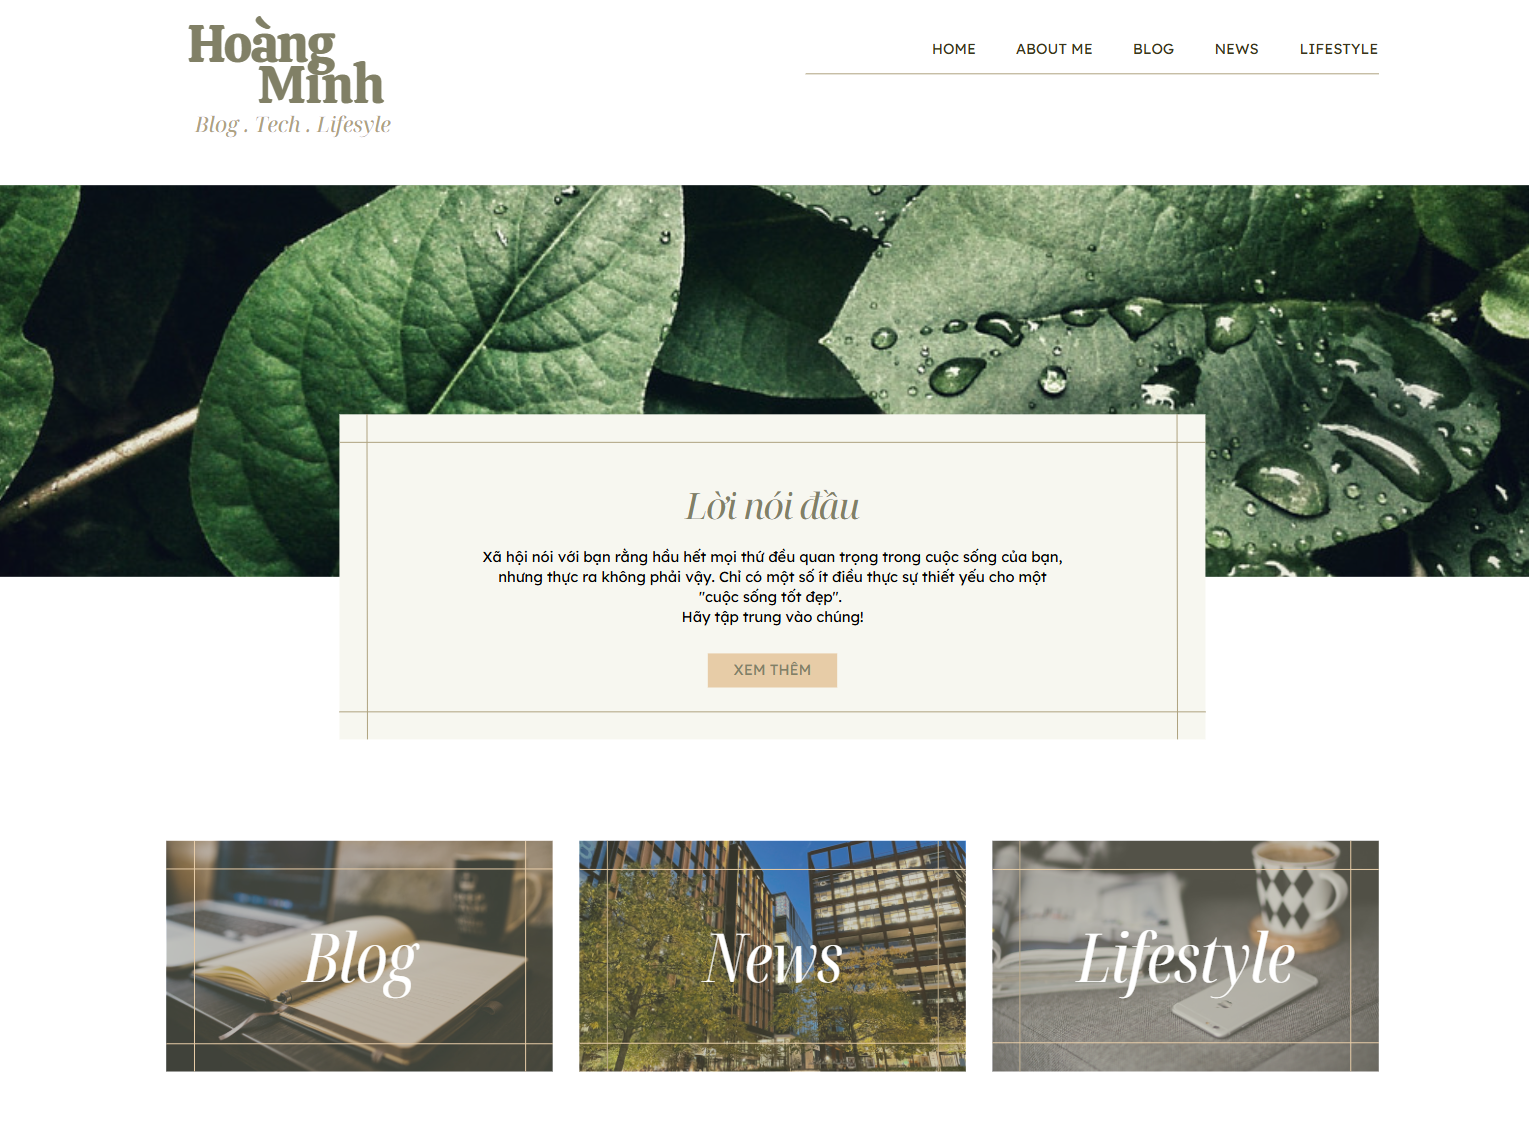 Hoàng
Minh
Blog . Tech . Lifesyle
HOME ABOUT ME BLOG NEWS LIFESTYLE
Lời nói đầu
Xã hội nói với bạn rằng hầu hết mọi thứ đều quan trọng trong cuộc sống của bạn,
nhưng thực ra không phải vậy. Chỉ có một số ít điều thực sự thiết yếu cho một
"cuộc sống tốt đẹp".
Hãy tập trung vào chúng!
XEM THÊM
Blog News Lifestyle